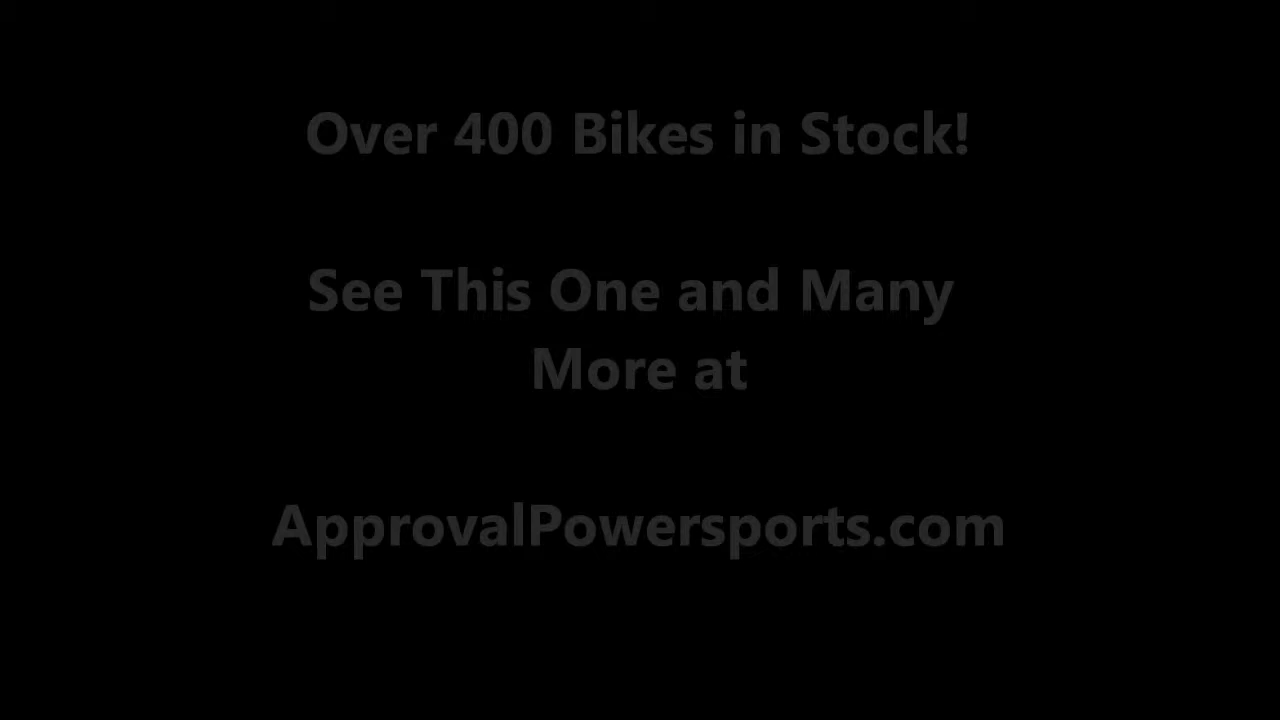 Over 400 Bikes in Stock!
See This One and Many
More at
ApprovalPowersports.com